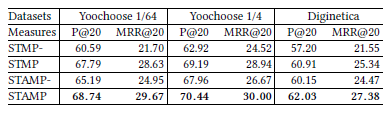 Datasets Yoochoose 1/64 Yoochoose 1/4 Diginetica
Measures P@20 MRR@20 P@20 MRR@20 P@20 MRR@20
STMP- 60.59 21.70 62.92 24.52 57.20 21.55
STMP 67.79 28.63 69.19 28.94 60.91 25.34
STAMP- 65.19 24.95 67.96 26.67 60.15 24.47
STAMP 68.74 29.67 70.44 30.00 62.03 27.38